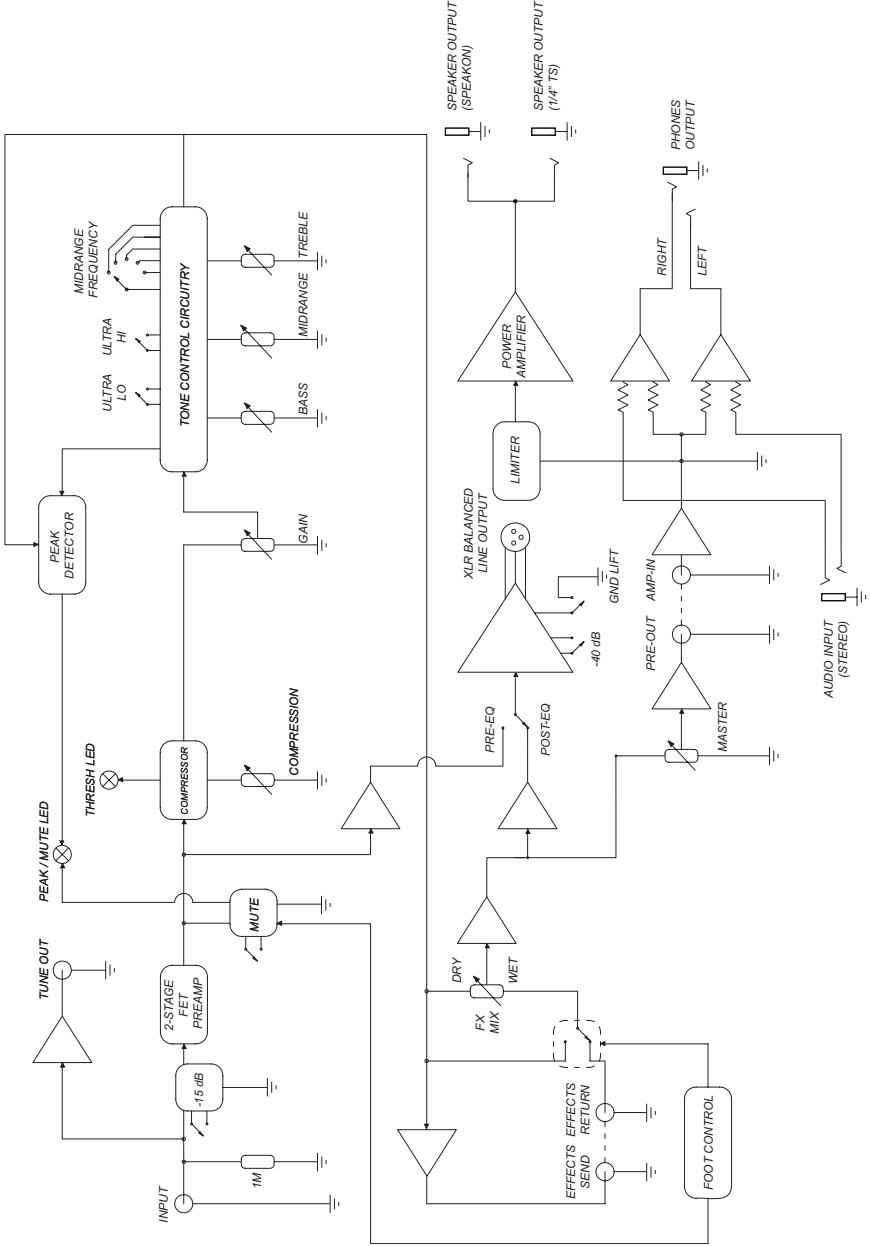 INPUT
1M
-15 dB
TUNE OUT
2-STAGE
FET
PREAMP
MUTE
PEAK / MUTE LED
THRESH LED
COMPRESSOR
COMPRESSION
PEAK
DETECTOR
GAIN
TONE CONTROL CIRCUITRY
ULTRA
LO
ULTRA
HI
MIDRANGE
FREQUENCY
BASS
MIDRANGE
TREBLE
EFFECTS
SEND
EFFECTS
RETURN
FOOT CONTROL
FX
MIX
DRY
WET
PRE-EQ
POST-EQ
XLR BALANCED
LINE OUTPUT
-40 dB
GND LIFT
LIMITER
POWER
AMPLIFIER
SPEAKER OUTPUT
(SPEAKON)
SPEAKER OUTPUT
(1/4" TS)
MASTER
PRE-OUT
AMP-IN
AUDIO INPUT
(STEREO)
RIGHT
LEFT
PHONES
OUTPUT